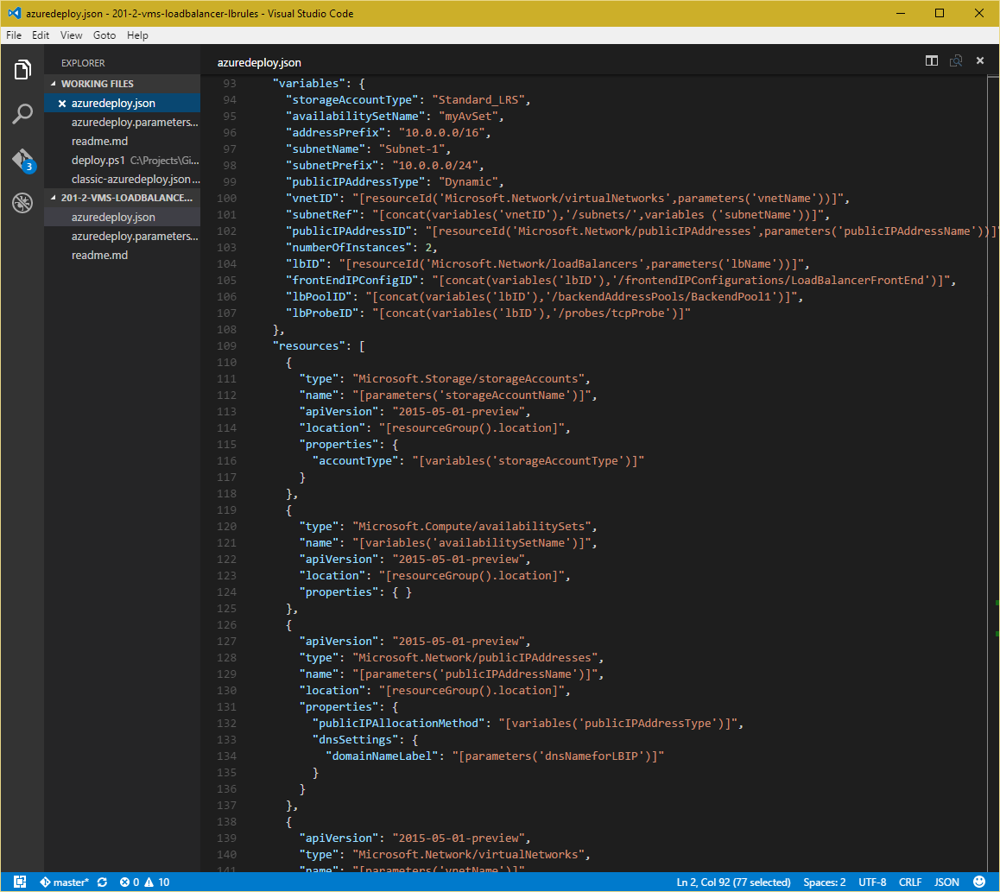 azuredeploy.json - 201-2-vms-loadbalancer-lbrules - Visual Studio Code
File Edit View Goto Help
EXPLORER
WORKING FILES
azuredeploy.json
azuredeploy.parameters...
readme.md
deploy.ps1 C:\Projects\Gi...
classic-azuredeploy.json ...
201-2-VMS-LOADBALANCE...
azuredeploy.json
azuredeploy.parameters...
readme.md
3
azuredeploy.json
93 "variables": {
94 "storageAccountType": "Standard_LRS",
95 "availabilitySetName": "myAvSet",
96 "addressPrefix": "10.0.0.0/16",
97 "subnetName": "Subnet-1",
98 "subnetPrefix": "10.0.0.0/24",
99 "publicIPAddressType": "Dynamic",
100 "vnetID": "[resourceId('Microsoft.Network/virtualNetworks',parameters('vnetName'))]",
101 "subnetRef": "[concat(variables('vnetID'),'/subnets/',variables ('subnetName'))]",
102 "publicIPAddressID": "[resourceId('Microsoft.Network/publicIPAddresses',parameters('publicIPAddressName'))]"
103 "numberOfInstances": 2,
104 "lbID": "[resourceId('Microsoft.Network/loadBalancers',parameters('lbName'))]",
105 "frontEndIPConfigID": "[concat(variables('lbID'),'/frontendIPConfigurations/LoadBalancerFrontEnd')]",
106 "lbPoolID": "[concat(variables('lbID'),'/backendAddressPools/BackendPool1')]",
107 "lbProbeID": "[concat(variables('lbID'),'/probes/tcpProbe')]"
108 },
109 "resources": [
110 {
111 "type": "Microsoft.Storage/storageAccounts",
112 "name": "[parameters('storageAccountName')]",
113 "apiVersion": "2015-05-01-preview",
114 "location": "[resourceGroup().location]",
115 "properties": {
116 "accountType": "[variables('storageAccountType')]"
117 }
118 },
119 {
120 "type": "Microsoft.Compute/availabilitySets",
121 "name": "[variables('availabilitySetName')]",
122 "apiVersion": "2015-05-01-preview",
123 "location": "[resourceGroup().location]",
124 "properties": { }
125 },
126 {
127 "apiVersion": "2015-05-01-preview",
128 "type": "Microsoft.Network/publicIPAddresses",
129 "name": "[parameters('publicIPAddressName')]",
130 "location": "[resourceGroup().location]",
131 "properties": {
132 "publicIPAllocationMethod": "[variables('publicIPAddressType')]",
133 "dnsSettings": {
134 "domainNameLabel": "[parameters('dnsNameforLBIP')]"
135 }
136 }
137 },
138 {
139 "apiVersion": "2015-05-01-preview",
140 "type": "Microsoft.Network/virtualNetworks",
141 "name": "[parameters('vnetName')]"
master* 0 10 Ln 2, Col 92 (77 selected) Spaces: 2 UTF-8 CRLF JSON